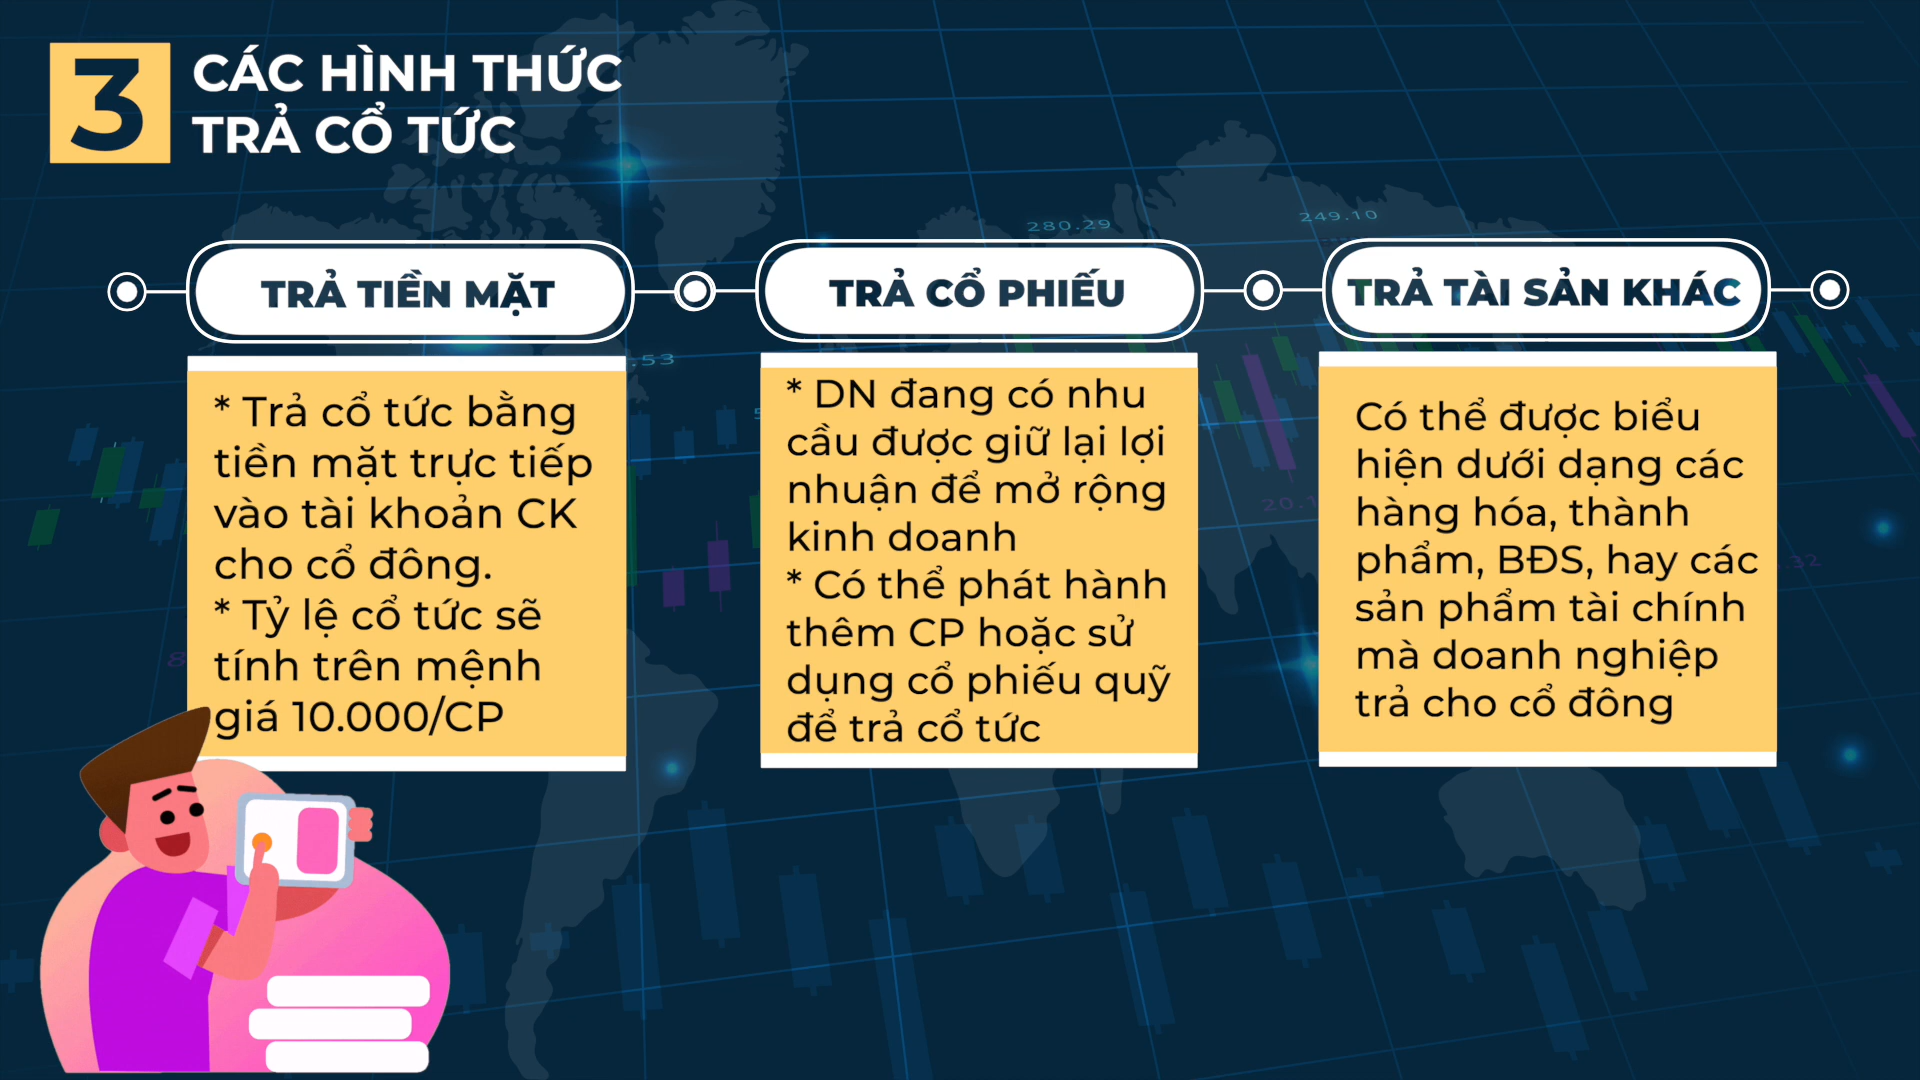 3
CÁC HÌNH THỨC
TRẢ CỔ TỨC
280.29
249.10
TRẢ TIỀN MẶT
TRẢ CỔ PHIẾU
TRẢ TÀI SẢN KHÁC
.53
* Trả cổ tức bằng
tiền mặt trực tiếp
vào tài khoản CK
cho cổ đông.
* Tỷ lệ cổ tức sẽ
tính trên mệnh
giá 10.000/CP
* DN đang có nhu
cầu được giữ lại lợi
nhuận để mở rộng
kinh doanh
* Có thể phát hành
thêm CP hoặc sử
dụng cổ phiếu quỹ
để trả cổ tức
Có thể được biểu
hiện dưới dạng các
hàng hóa, thành
phẩm, BĐS, hay các
sản phẩm tài chính
mà doanh nghiệp
trả cho cổ đông